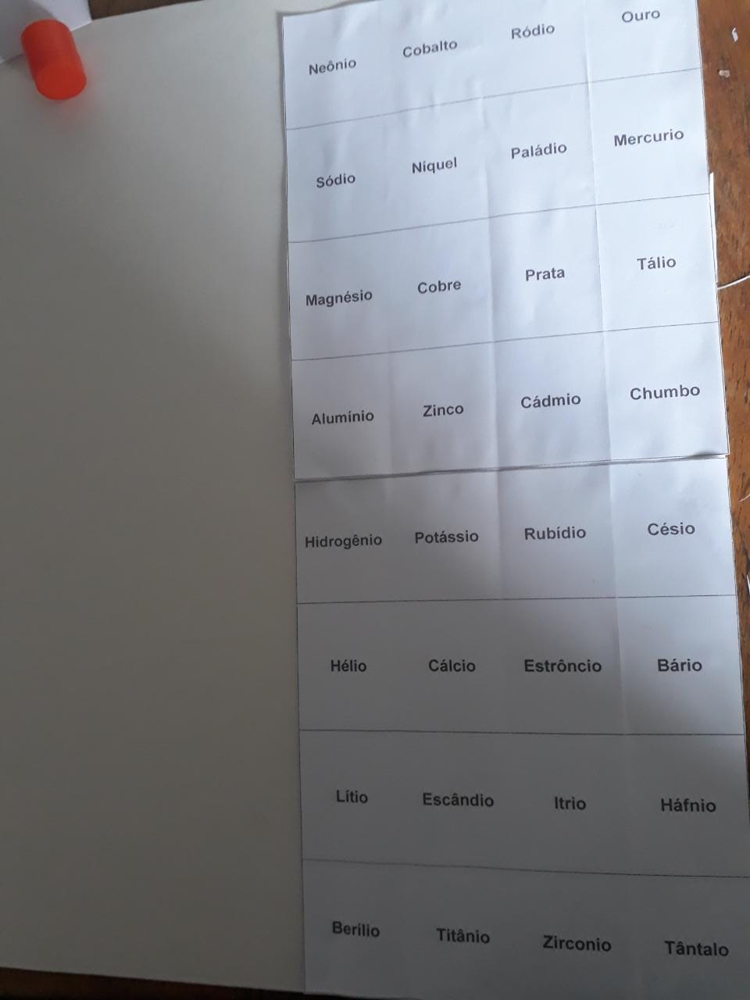 Neônio Cobalto Ródio Ouro
Sódio Níquel Paládio Mercurio
Magnésio Cobre Prata Tálio
Alumínio Zinco Cádmio Chumbo
Hidrogênio Potássio Rubídio Césio
Hélio Cálcio Estrôncio Bário
Lítio Escândio Itrio Háfnio
Berílio Titânio Zirconio Tântalo